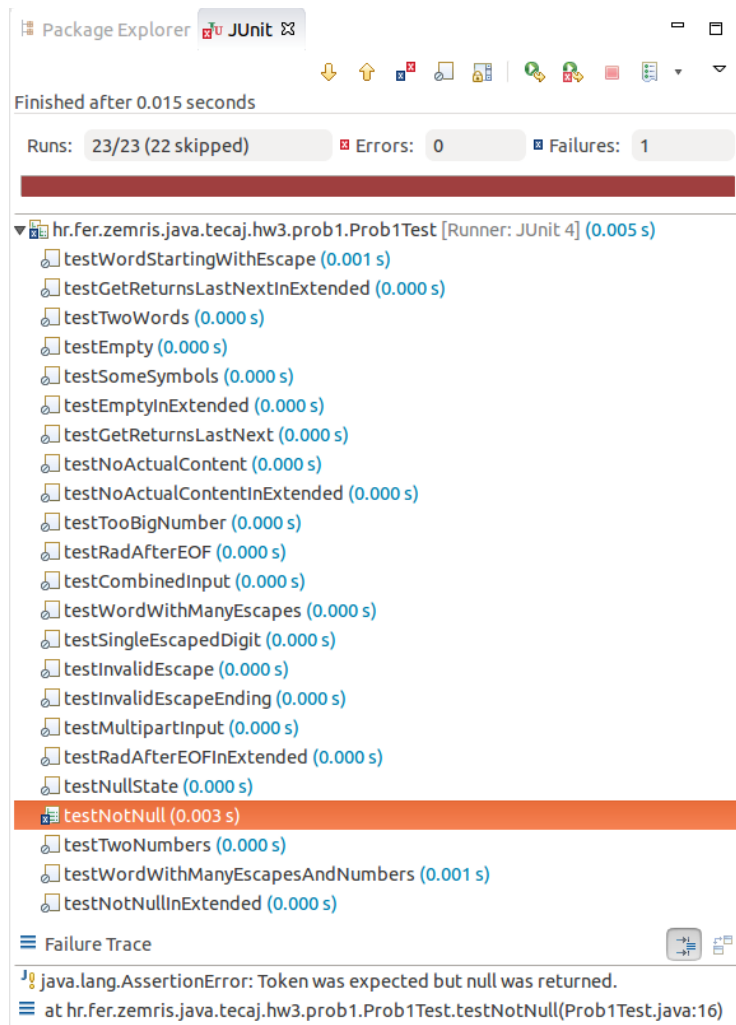 Package Explorer JUnit
Finished after 0.015 seconds
Runs: 23/23 (22 skipped) Errors: 0 Failures: 1
hr.fer.zemris.java.tecaj.hw3.prob1.Prob1Test [Runner: JUnit 4] (0.005 s)
testWordStartingWithEscape (0.001 s)
testGetReturnsLastNextInExtended (0.000 s)
testTwoWords (0.000 s)
testEmpty (0.000 s)
testSomeSymbols (0.000 s)
testEmptyInExtended (0.000 s)
testGetReturnsLastNext (0.000 s)
testNoActualContent (0.000 s)
testNoActualContentInExtended (0.000 s)
testTooBigNumber (0.000 s)
testRadAfterEOF (0.000 s)
testCombinedInput (0.000 s)
testWordWithManyEscapes (0.000 s)
testSingleEscapedDigit (0.000 s)
testInvalidEscape (0.000 s)
testInvalidEscapeEnding (0.000 s)
testMultipartInput (0.000 s)
testRadAfterEOFInExtended (0.000 s)
testNullState (0.000 s)
testNotNull (0.003 s)
testTwoNumbers (0.000 s)
testWordWithManyEscapesAndNumbers (0.001 s)
testNotNullInExtended (0.000 s)
Failure Trace
java.lang.AssertionError: Token was expected but null was returned.
at hr.fer.zemris.java.tecaj.hw3.prob1.Prob1Test.testNotNull(Prob1Test.java:16)